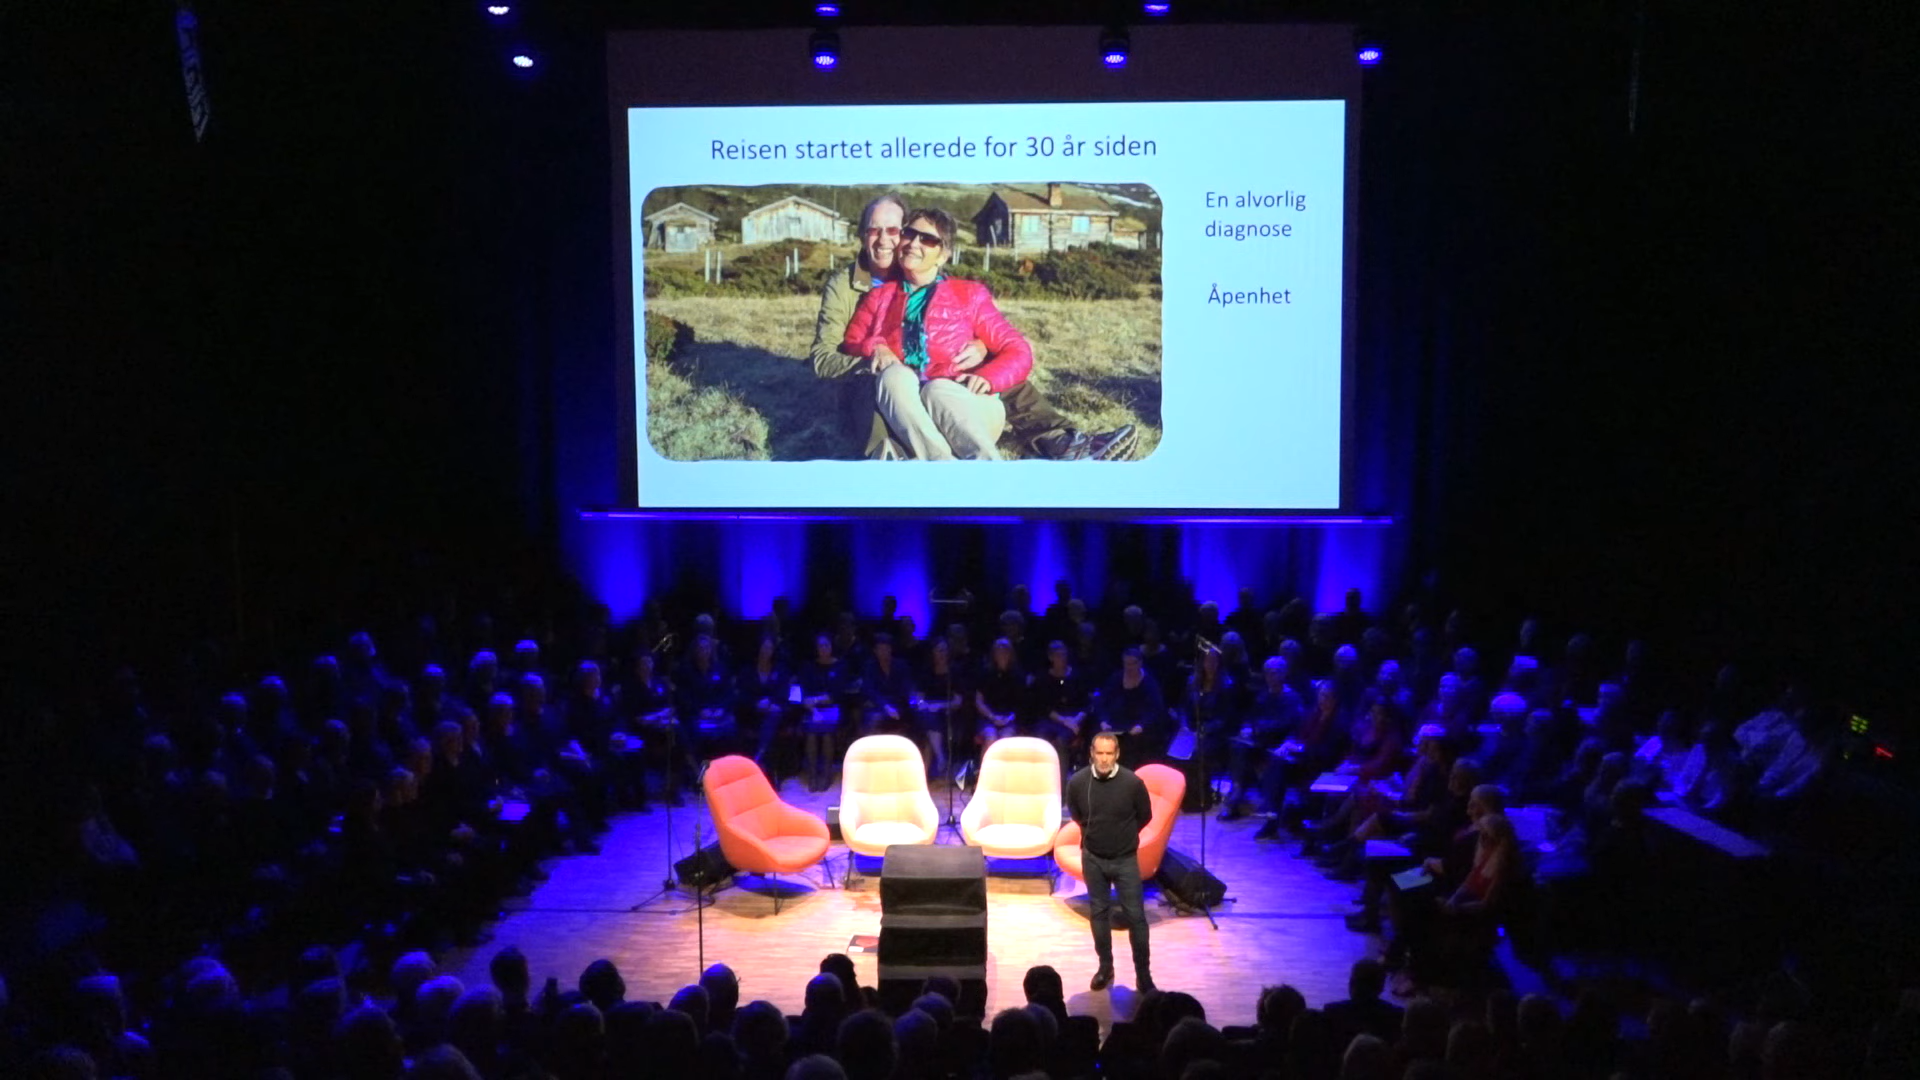 Reisen startet allerede for 30 år siden
En alvorlig
diagnose
Åpenhet